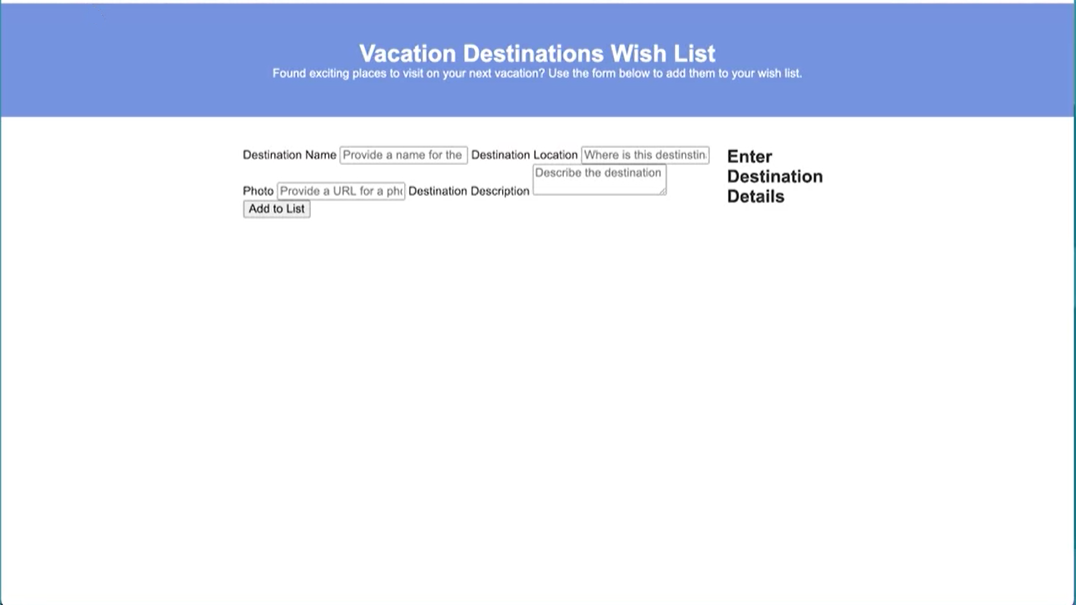 Vacation Destinations Wish List
Found exciting places to visit on your next vacation? Use the form below to add them to your wish list.
Destination Name Provide a name for the Destination Location Where is this destinstin
Photo Provide a URL for a pho Destination Description Describe the destination
Add to List
Enter
Destination
Details